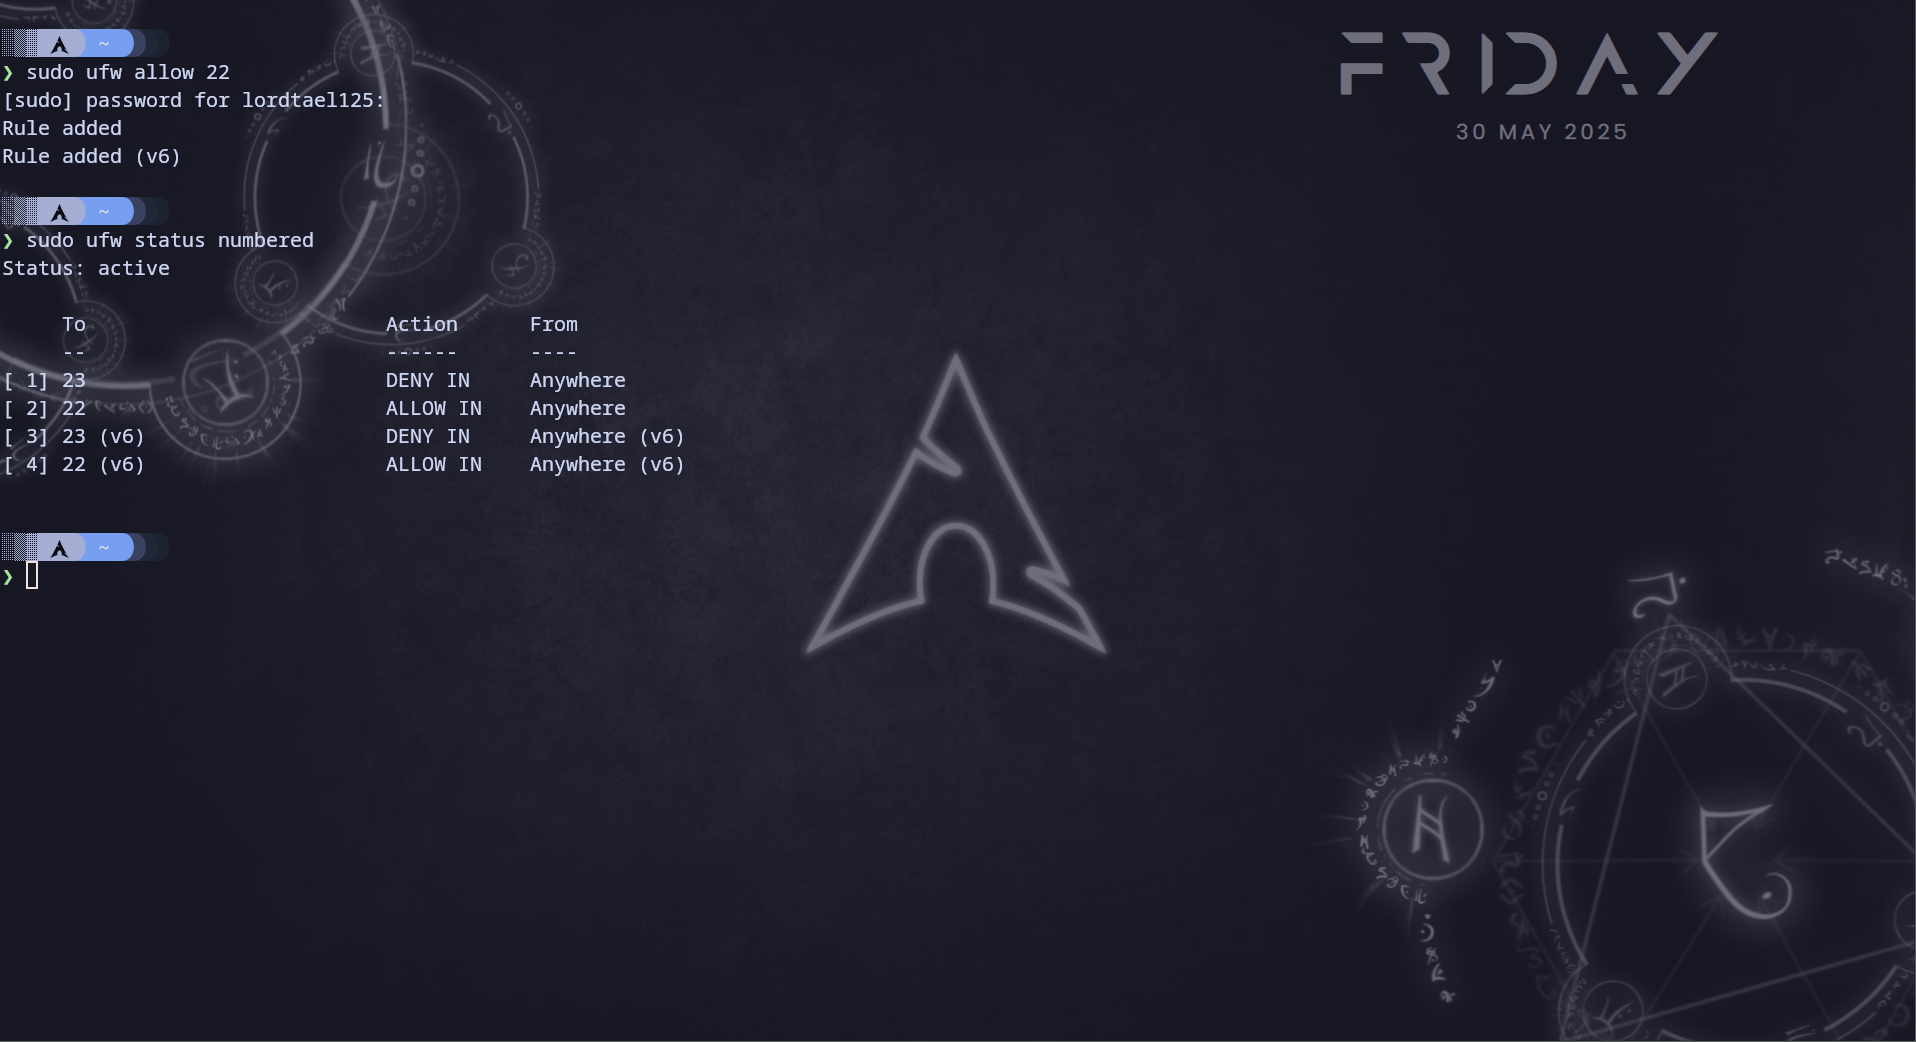 ~
❯ sudo ufw allow 22
[sudo] password for lordtael125:
Rule added
Rule added (v6)
~
❯ sudo ufw status numbered
Status: active
     To                         Action      From
     --                         ------      ----
[ 1] 23                         DENY IN     Anywhere
[ 2] 22                         ALLOW IN    Anywhere
[ 3] 23 (v6)                    DENY IN     Anywhere (v6)
[ 4] 22 (v6)                    ALLOW IN    Anywhere (v6)
~
❯
FRIDAY
30 MAY 2025